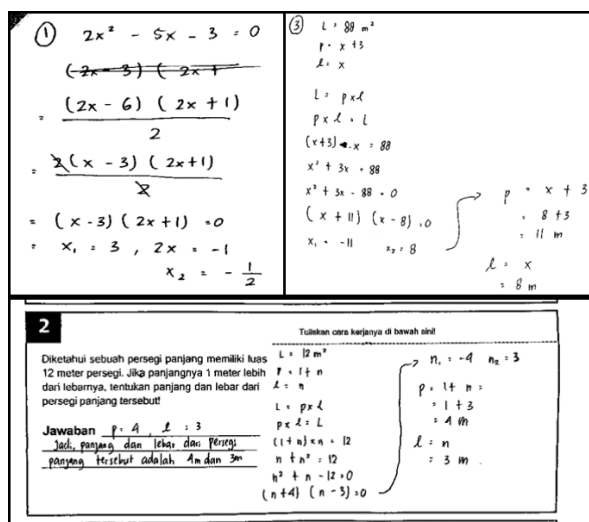 ① 2x² - 5x - 3 = 0
(2x - 3) ( 2x +
= (2x - 6) ( 2x + 1)
2
= 2(x - 3) ( 2x+1)
2
= (x -3) ( 2x+1) = 0
= x₁ = 3 , 2x = -1
x₂ = - 1/2
③ L = 88 m²
p = x + 3
l = x
L = p x l
p x l = L
(x+3) • x = 88
x² + 3x = 88
x² + 3x - 88 = 0
(x + 11) (x - 8) = 0
x₁ = -11 x₂ = 8
p = x + 3
= 8 + 3
= 11 m
l = x
= 8 m
2
Tuliskan cara kerjanya di bawah sini!
Diketahui sebuah persegi panjang memiliki luas
12 meter persegi. Jika panjangnya 1 meter lebih
dari lebarnya, tentukan panjang dan lebar dari
persegi panjang tersebut!
Jawaban p = 4 , l = 3
Jadi, panjang dan lebar dari persegi
panjang tersebut adalah 4m dan 3m
L = 12 m²
p = 1 + n
l = n
L = p x l
p x l = L
(1 + n) x n = 12
n + n² = 12
n² + n - 12 = 0
(n + 4) (n - 3) = 0
n₁ = -4 n₂ = 3
p = 1 + n =
= 1 + 3
= 4 m
l = n
= 3 m .